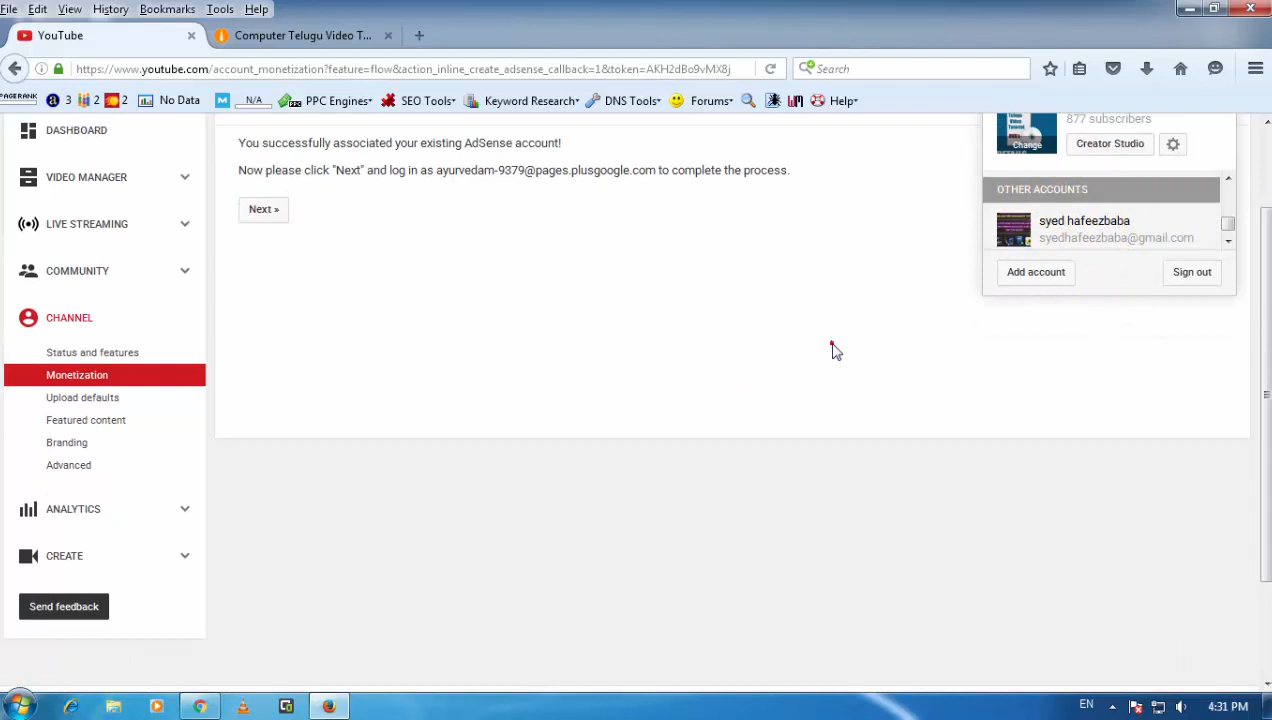 File Edit View History Bookmarks Tools Help
YouTube
Computer Telugu Video T...
https://www.youtube.com/account_monetization?feature=flow&action_inline_create_adsense_callback=1&token=AKH2dBo9vMX8j
Search
PAGERANK 3 2 2 No Data N/A PPC Engines SEO Tools Keyword Research DNS Tools Forums Help
DASHBOARD
VIDEO MANAGER
LIVE STREAMING
COMMUNITY
CHANNEL
Status and features
Monetization
Upload defaults
Featured content
Branding
Advanced
ANALYTICS
CREATE
Send feedback
You successfully associated your existing AdSense account!
Now please click "Next" and log in as ayurvedam-9379@pages.plusgoogle.com to complete the process.
Next »
Telugu
Video
Change
877 subscribers
Creator Studio
OTHER ACCOUNTS
syed hafeezbaba
syedhafeezbaba@gmail.com
Add account
Sign out
EN
4:31 PM